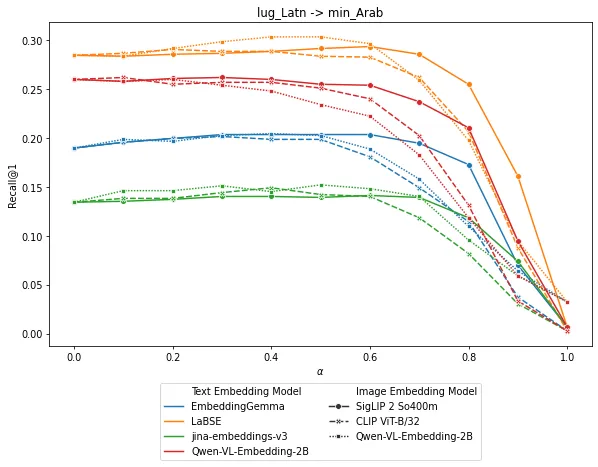 lug_Latn -> min_Arab
Recall@1
0.30
0.25
0.20
0.15
0.10
0.05
0.00
0.0 0.2 0.4 0.6 0.8 1.0
α
Text Embedding Model
EmbeddingGemma
LaBSE
jina-embeddings-v3
Qwen-VL-Embedding-2B
Image Embedding Model
SigLIP 2 So400m
CLIP ViT-B/32
Qwen-VL-Embedding-2B